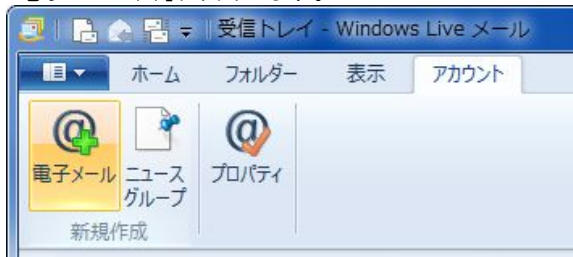 受信トレイ - Windows Live メール
ホーム フォルダー 表示 アカウント
電子メール ニュース グループ プロパティ
新規作成